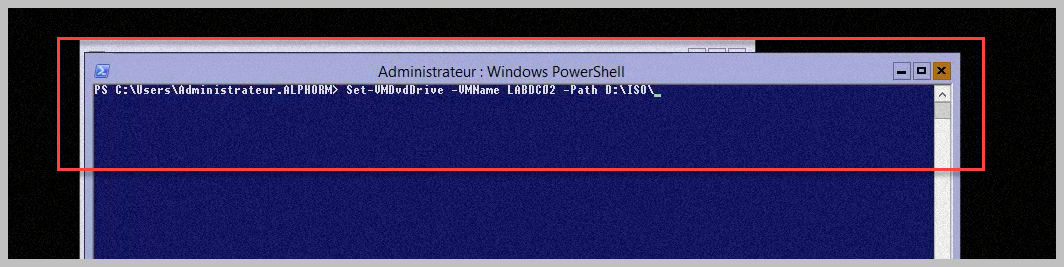 Administrateur : Windows PowerShell
PS C:\Users\Administrateur.ALPHORM> Set-VMDvdDrive -VMName LABDC02 -Path D:\ISO\_